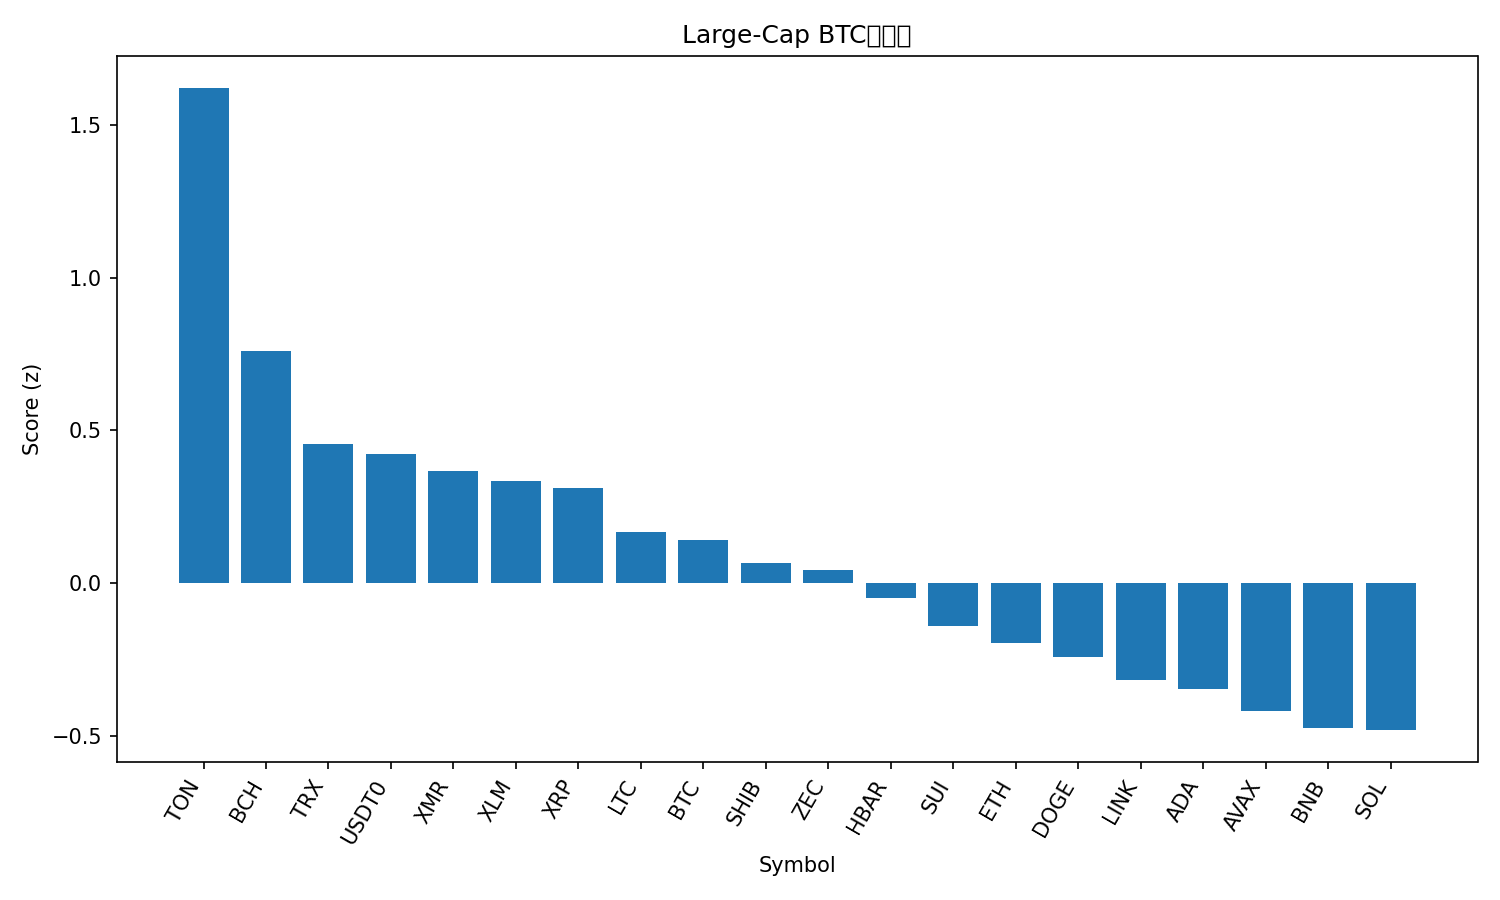 Large-Cap BTC
Score (z)
1.5
1.0
0.5
0.0
−0.5
TON
BCH
TRX
USDT0
XMR
XLM
XRP
LTC
BTC
SHIB
ZEC
HBAR
SUI
ETH
DOGE
LINK
ADA
AVAX
BNB
SOL
Symbol